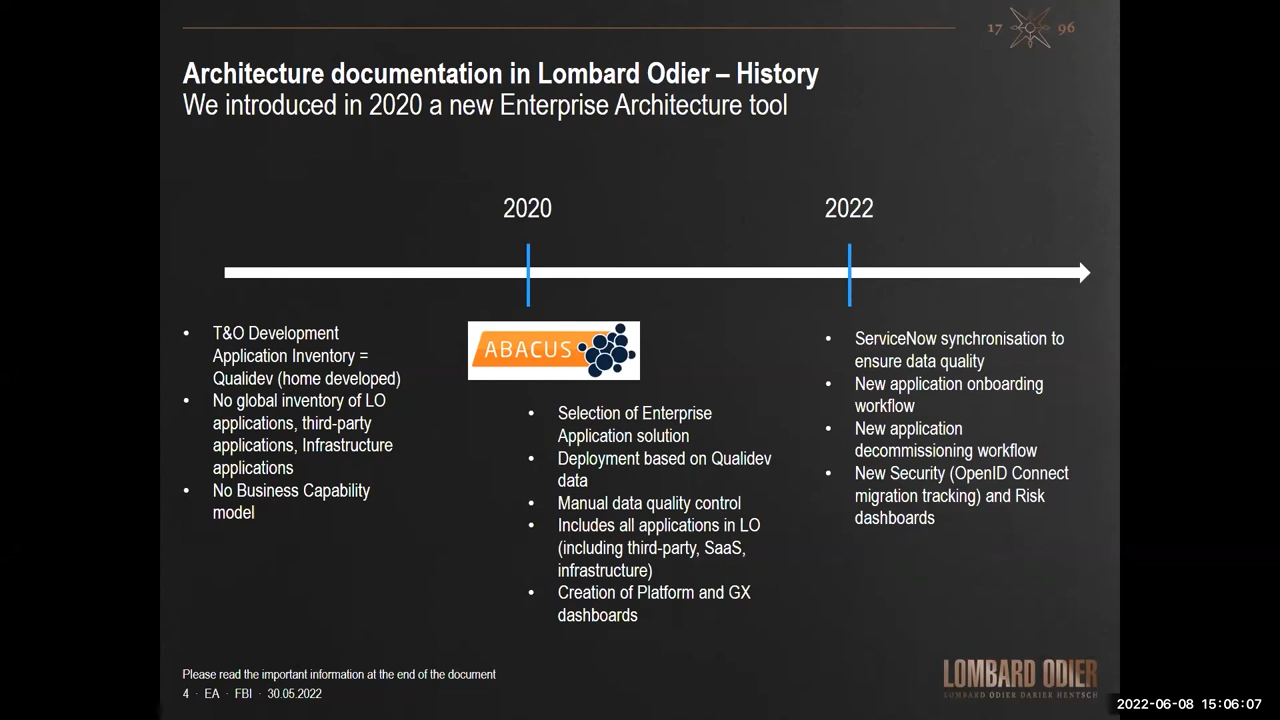 17 96
Architecture documentation in Lombard Odier – History
We introduced in 2020 a new Enterprise Architecture tool
2020
2022
• T&O Development
Application Inventory =
Qualidev (home developed)
• No global inventory of LO
applications, third-party
applications, Infrastructure
applications
• No Business Capability
model
ABACUS
• Selection of Enterprise
Application solution
• Deployment based on Qualidev
data
• Manual data quality control
• Includes all applications in LO
(including third-party, SaaS,
infrastructure)
• Creation of Platform and GX
dashboards
• ServiceNow synchronisation to
ensure data quality
• New application onboarding
workflow
• New application
decommissioning workflow
• New Security (OpenID Connect
migration tracking) and Risk
dashboards
Please read the important information at the end of the document
4 · EA · FBI · 30.05.2022
LOMBARD ODIER
LOMBARD ODIER DARIER HENTSCH
2022-06-08 15:06:07